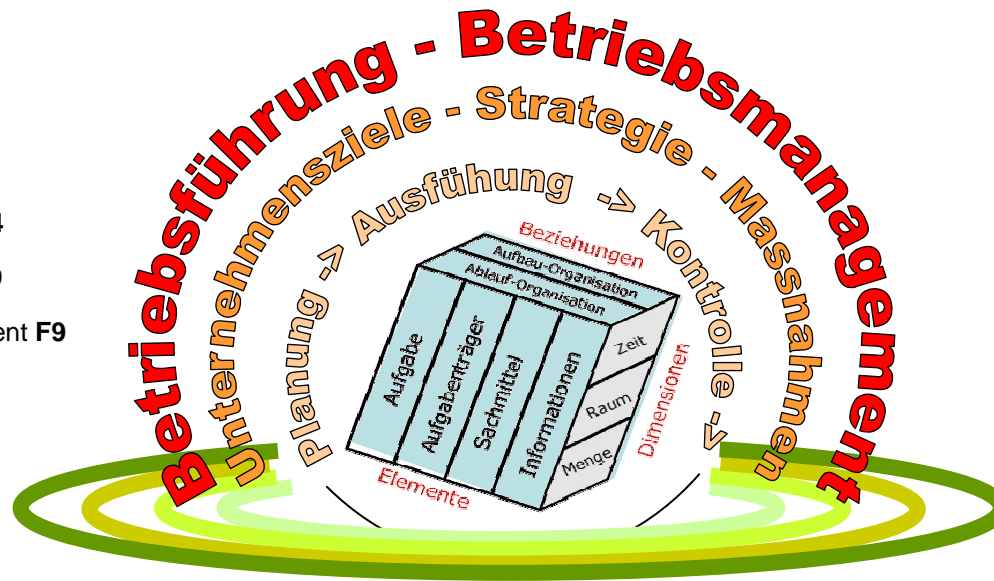 Betriebsführung - Betriebsmanagement
Unternehmensziele - Strategie - Massnahmen
Planung -> Ausfühung -> Kontrolle ->
4
ent F9
Beziehungen
Aufbau-Organisation
Ablauf-Organisation
Aufgabe
Aufgabenträger
Sachmittel
Informationen
Zeit
Raum
Menge
Dimensionen
Elemente